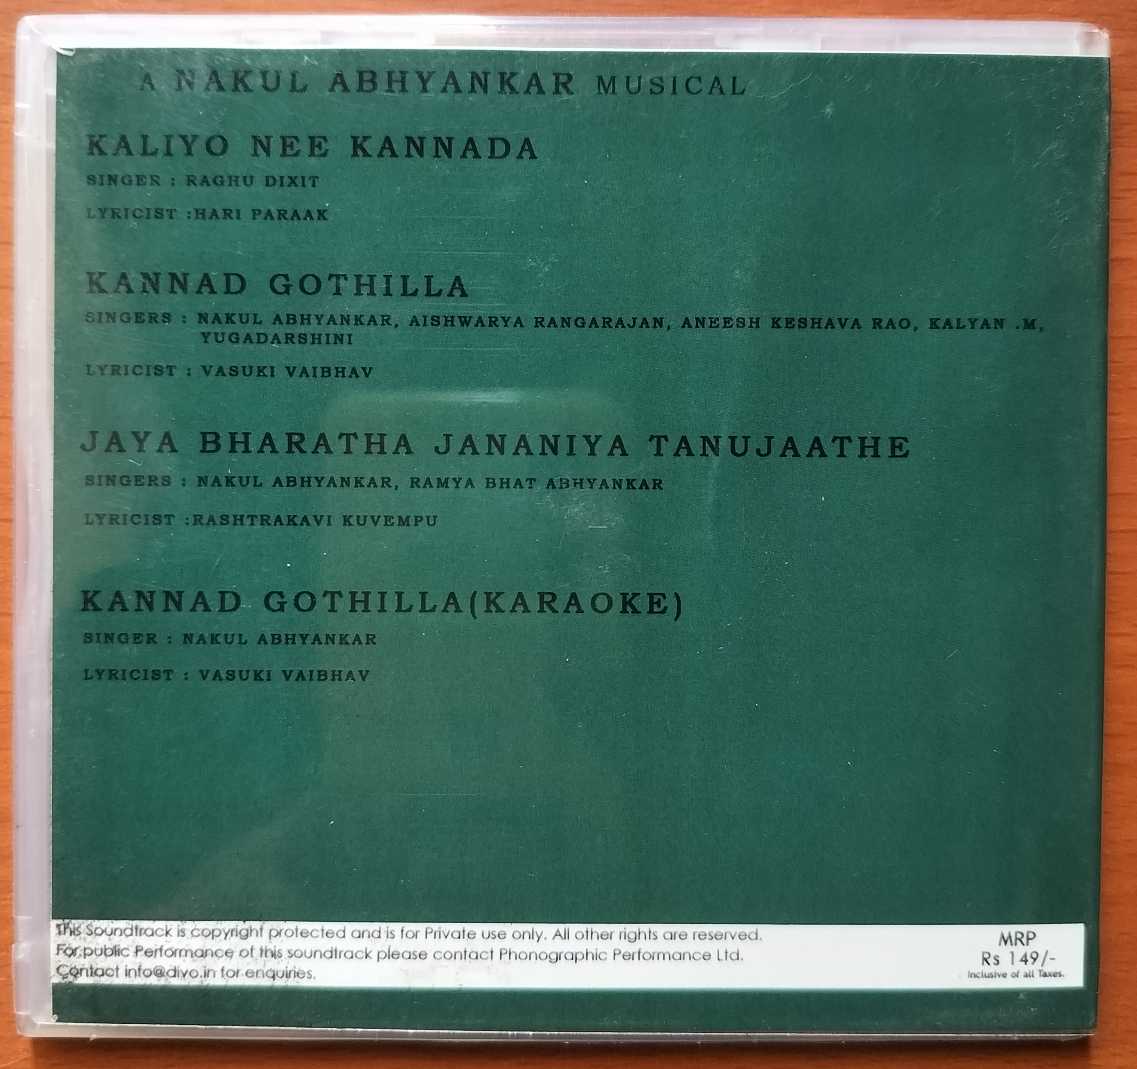 A NAKUL ABHYANKAR MUSICAL
KALIYO NEE KANNADA
SINGER : RAGHU DIXIT
LYRICIST :HARI PARAAK
KANNAD GOTHILLA
SINGERS : NAKUL ABHYANKAR, AISHWARYA RANGARAJAN, ANEESH KESHAVA RAO, KALYAN .M,
YUGADARSHINI
LYRICIST : VASUKI VAIBHAV
JAYA BHARATHA JANANIYA TANUJAATHE
SINGERS : NAKUL ABHYANKAR, RAMYA BHAT ABHYANKAR
LYRICIST :RASHTRAKAVI KUVEMPU
KANNAD GOTHILLA(KARAOKE)
SINGER : NAKUL ABHYANKAR
LYRICIST : VASUKI VAIBHAV
This Soundtrack is copyright protected and is for Private use only. All other rights are reserved.
For public Performance of this soundtrack please contact Phonographic Performance Ltd.
Contact info@divo.in for enquiries.
MRP
Rs 149/-
Inclusive of all Taxes.